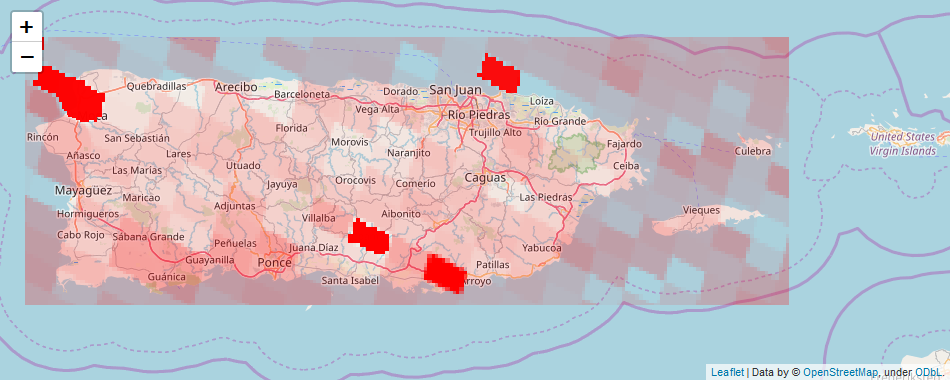 +
−
Quebradillas
Arecibo
Barceloneta
Dorado
San Juan
Vega Alta
Loiza
Río Piedras
Río Grande
Rincón
San Sebastián
Florida
Trujillo Alto
United States
Virgin Islands
Añasco
Lares
Morovis
Naranjito
Fajardo
Culebra
Las Marías
Utuado
Ceiba
Mayagüez
Maricao
Jayuya
Orocovis
Comerio
Caguas
Las Piedras
Hormigueros
Adjuntas
Villalba
Aibonito
Vieques
Cabo Rojo
Sábana Grande
Peñuelas
Juana Díaz
Yabucoa
Guayanilla
Ponce
Patillas
Guánica
Santa Isabel
Arroyo
Leaflet | Data by © OpenStreetMap, under ODbL.